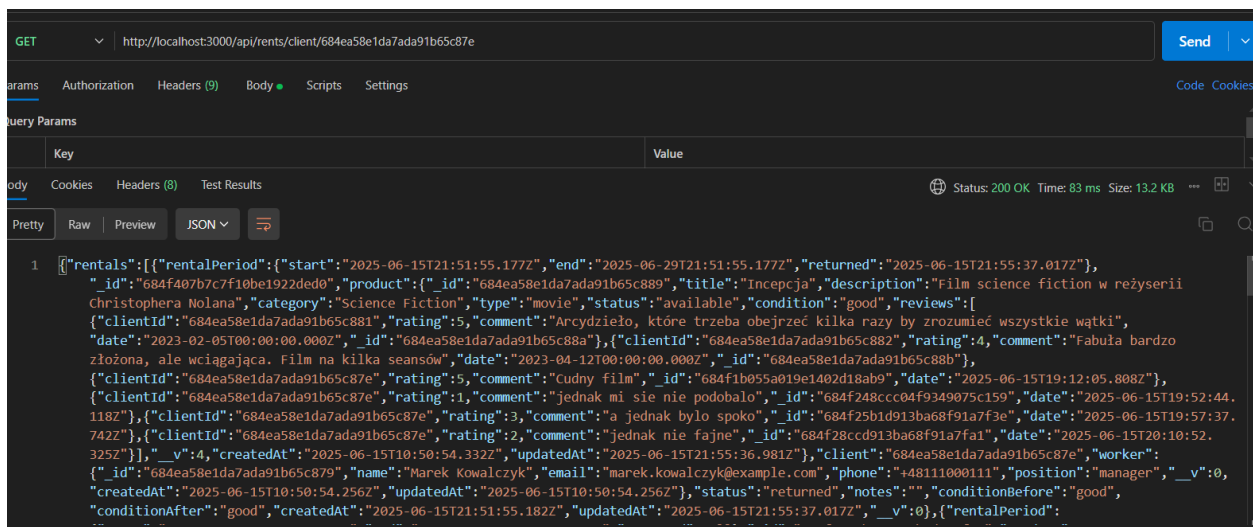 GET http://localhost:3000/api/rents/client/684ea58e1da7ada91b65c87e Send
arams Authorization Headers (9) Body Scripts Settings Code Cookies
Query Params
Key Value
ody Cookies Headers (8) Test Results Status: 200 OK Time: 83 ms Size: 13.2 KB
Pretty Raw Preview JSON
1 {"rentals":[{"rentalPeriod":{"start":"2025-06-15T21:51:55.177Z","end":"2025-06-29T21:51:55.177Z","returned":"2025-06-15T21:55:37.017Z"},
"_id":"684f407b7c7f10be1922ded0","product":{"_id":"684ea58e1da7ada91b65c889","title":"Incepcja","description":"Film science fiction w reżyserii
Christophera Nolana","category":"Science Fiction","type":"movie","status":"available","condition":"good","reviews":[
{"clientId":"684ea58e1da7ada91b65c881","rating":5,"comment":"Arcydzieło, które trzeba obejrzeć kilka razy by zrozumieć wszystkie wątki",
"date":"2023-02-05T00:00:00.000Z","_id":"684ea58e1da7ada91b65c88a"},{"clientId":"684ea58e1da7ada91b65c882","rating":4,"comment":"Fabuła bardzo
złożona, ale wciągająca. Film na kilka seansów","date":"2023-04-12T00:00:00.000Z","_id":"684ea58e1da7ada91b65c88b"},
{"clientId":"684ea58e1da7ada91b65c87e","rating":5,"comment":"Cudny film","_id":"684f1b055a019e1402d18ab9","date":"2025-06-15T19:12:05.808Z"},
{"clientId":"684ea58e1da7ada91b65c87e","rating":1,"comment":"jednak mi sie nie podobalo","_id":"684f248ccc04f9349075c159","date":"2025-06-15T19:52:44.
118Z"},{"clientId":"684ea58e1da7ada91b65c87e","rating":3,"comment":"a jednak bylo spoko","_id":"684f25b1d913ba68f91a7f3e","date":"2025-06-15T19:57:37.
742Z"},{"clientId":"684ea58e1da7ada91b65c87e","rating":2,"comment":"jednak nie fajne","_id":"684f28ccd913ba68f91a7fa1","date":"2025-06-15T20:10:52.
325Z"}],"__v":4,"createdAt":"2025-06-15T10:50:54.332Z","updatedAt":"2025-06-15T21:55:36.981Z"},"client":"684ea58e1da7ada91b65c87e","worker":
{"_id":"684ea58e1da7ada91b65c879","name":"Marek Kowalczyk","email":"marek.kowalczyk@example.com","phone":"+48111000111","position":"manager","__v":0,
"createdAt":"2025-06-15T10:50:54.256Z","updatedAt":"2025-06-15T10:50:54.256Z"},"status":"returned","notes":"","conditionBefore":"good",
"conditionAfter":"good","createdAt":"2025-06-15T21:51:55.182Z","updatedAt":"2025-06-15T21:55:37.017Z","__v":0},{"rentalPeriod":